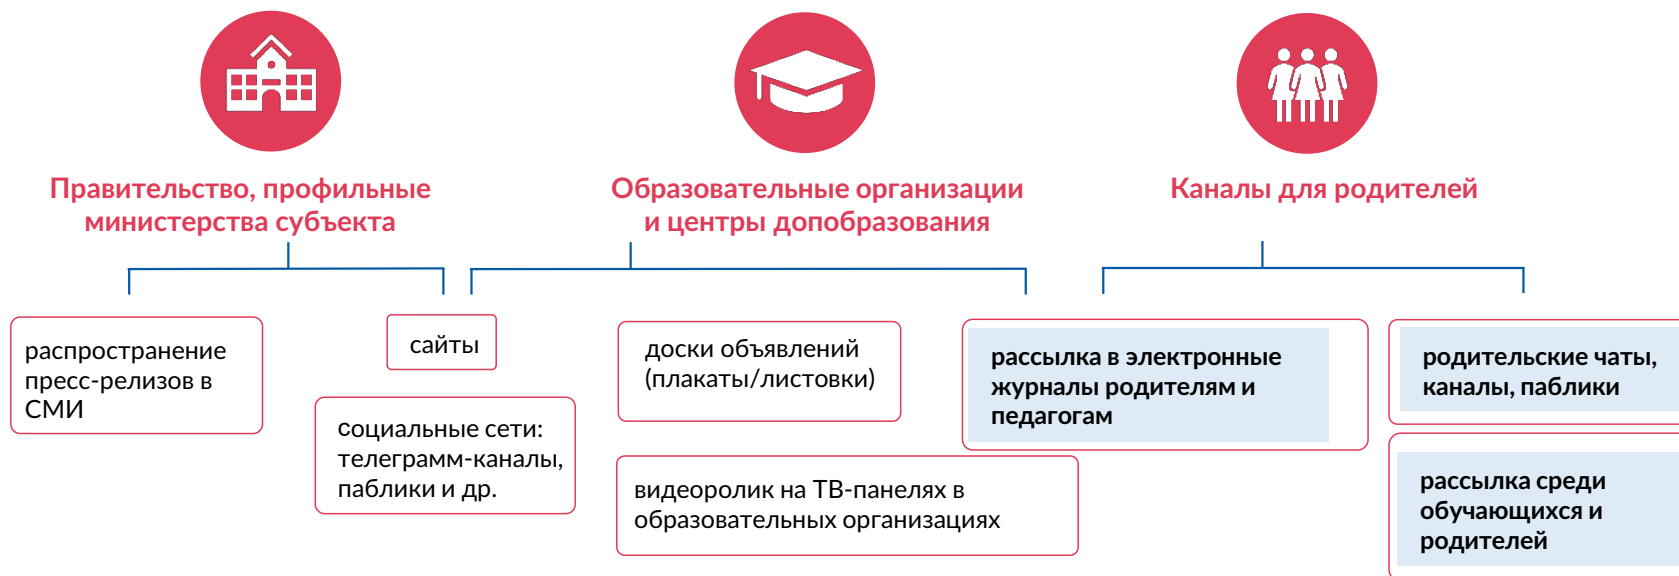 Правительство, профильные
министерства субъекта
Образовательные организации
и центры допобразования
Каналы для родителей
распространение
пресс-релизов в
СМИ
сайты
социальные сети:
телеграмм-каналы,
паблики и др.
доски объявлений
(плакаты/листовки)
видеоролик на ТВ-панелях в
образовательных организациях
рассылка в электронные
журналы родителям и
педагогам
родительские чаты,
каналы, паблики
рассылка среди
обучающихся и
родителей